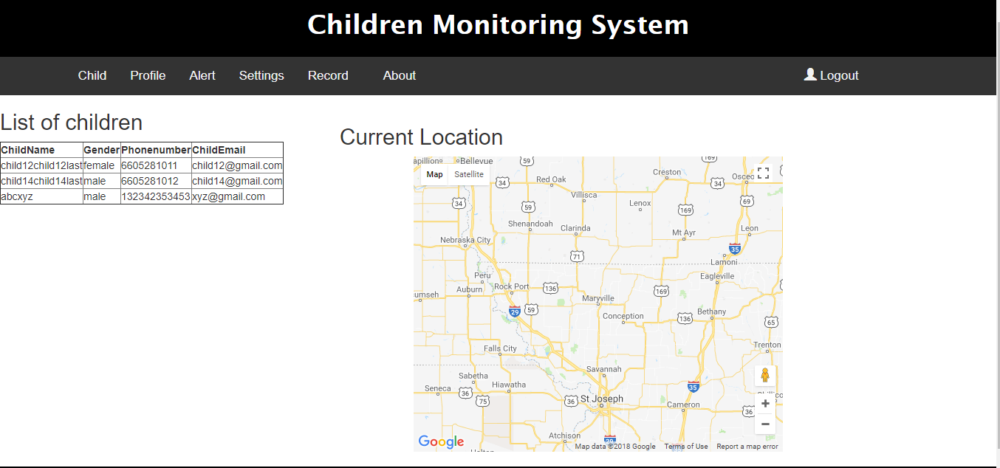 Children Monitoring System
Child Profile Alert Settings Record About Logout
List of children
ChildName Gender Phonenumber ChildEmail
child12child12last female 6605281011 child12@gmail.com
child14child14last male 6605281012 child14@gmail.com
abcxyz male 132342353453 xyz@gmail.com
Current Location
apillion Bellevue 59 169
Map Satellite
34 Red Oak Creston 34 Osceo
Villisca
34 59 Lenox 169 69
Shenandoah Clarinda Mt Ayr Leon
Nebraska City
35
71 Lamoni
Peru Eagleville
Auburn Rock Port 136 169
umseh Maryville
29 59 Conception 136 Bethany 65
Falls City Trenton
Savannah
Sabetha
Seneca 36 Hiawatha 35
75 36 St Joseph Cameron 36
Atchison
Google Map data ©2018 Google Terms of Use Report a map error